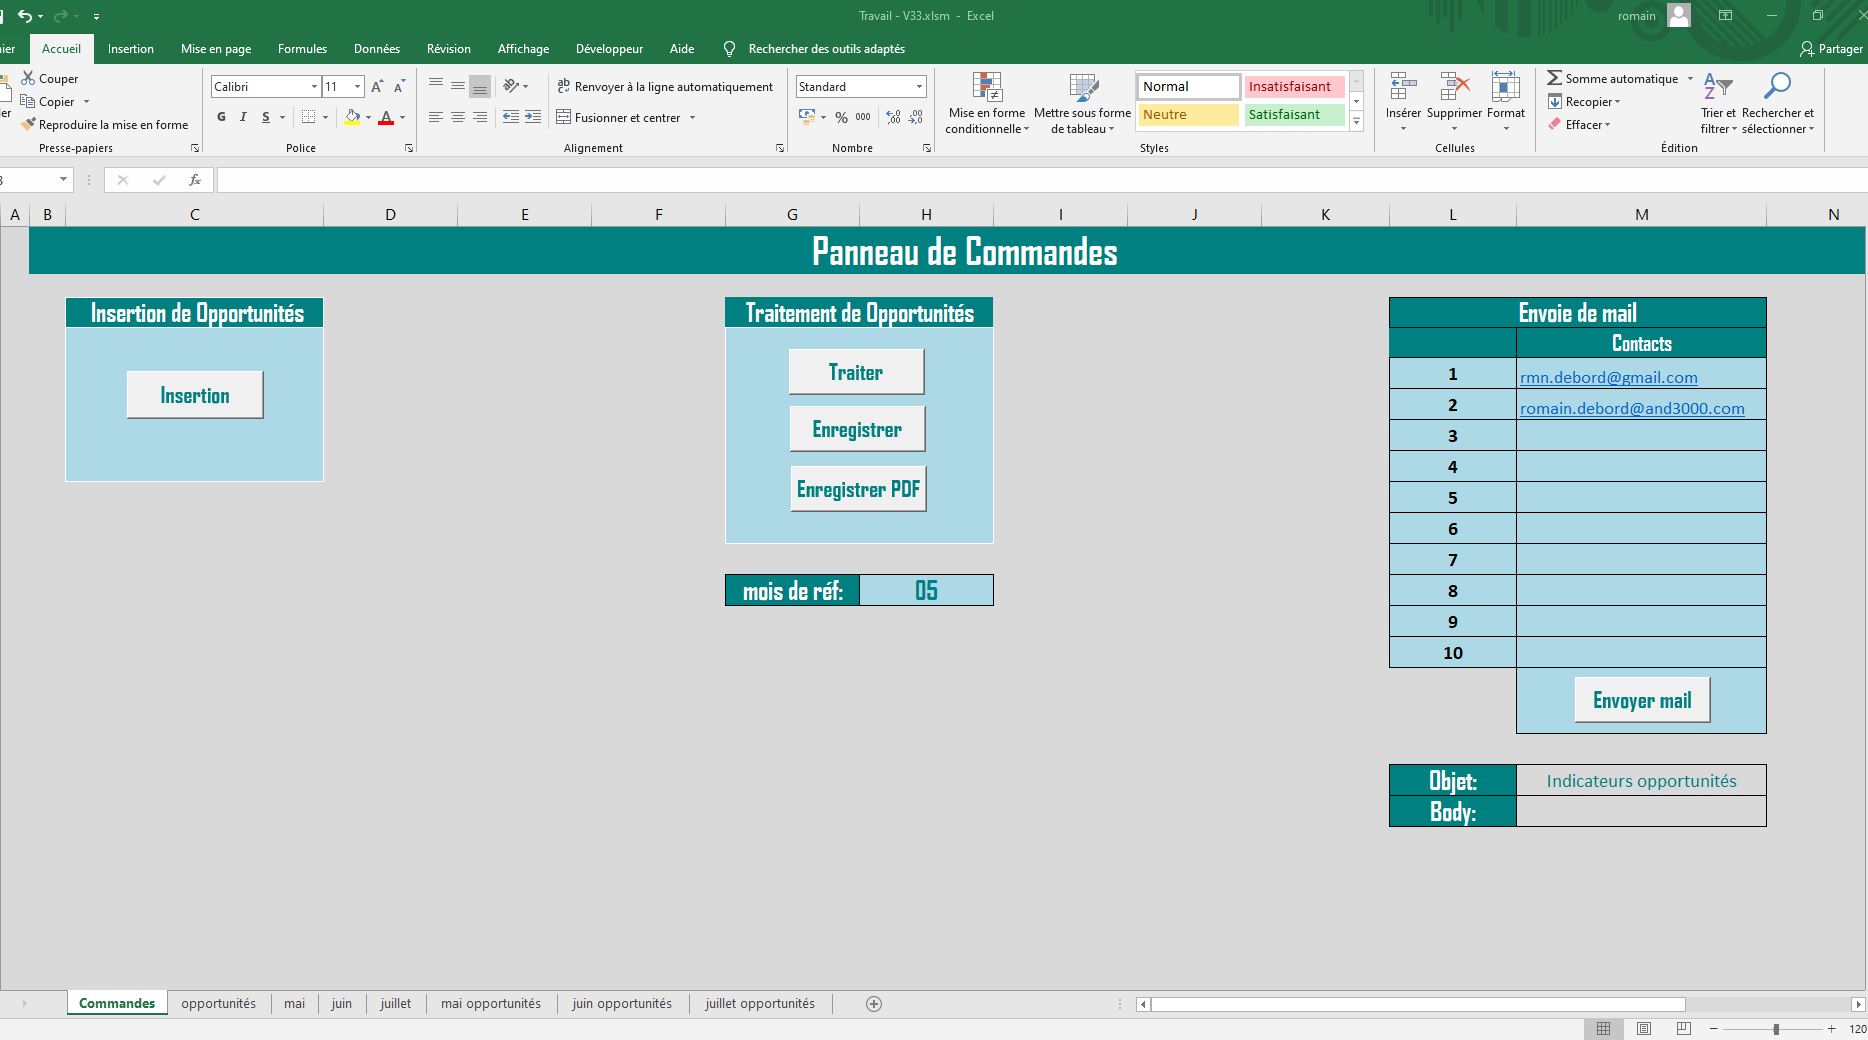 Travail - V33.xlsm - Excel
romain
Accueil Insertion Mise en page Formules Données Révision Affichage Développeur Aide Rechercher des outils adaptés Partager
Couper
Copier
Reproduire la mise en forme
Presse-papiers
Calibri 11
G I S
Police
Renvoyer à la ligne automatiquement
Fusionner et centrer
Alignement
Standard
% 000
Nombre
Mise en forme conditionnelle
Mettre sous forme de tableau
Normal Insatisfaisant
Neutre Satisfaisant
Styles
Insérer Supprimer Format
Cellules
Somme automatique
Recopier
Effacer
Trier et filtrer
Rechercher et sélectionner
Édition
fx
A B C D E F G H I J K L M N
Panneau de Commandes
Insertion de Opportunités
Insertion
Traitement de Opportunités
Traiter
Enregistrer
Enregistrer PDF
mois de réf: 05
Envoie de mail
Contacts
1 rmn.debord@gmail.com
2 romain.debord@and3000.com
3
4
5
6
7
8
9
10
Envoyer mail
Objet: Indicateurs opportunités
Body:
Commandes opportunités mai juin juillet mai opportunités juin opportunités juillet opportunités
120